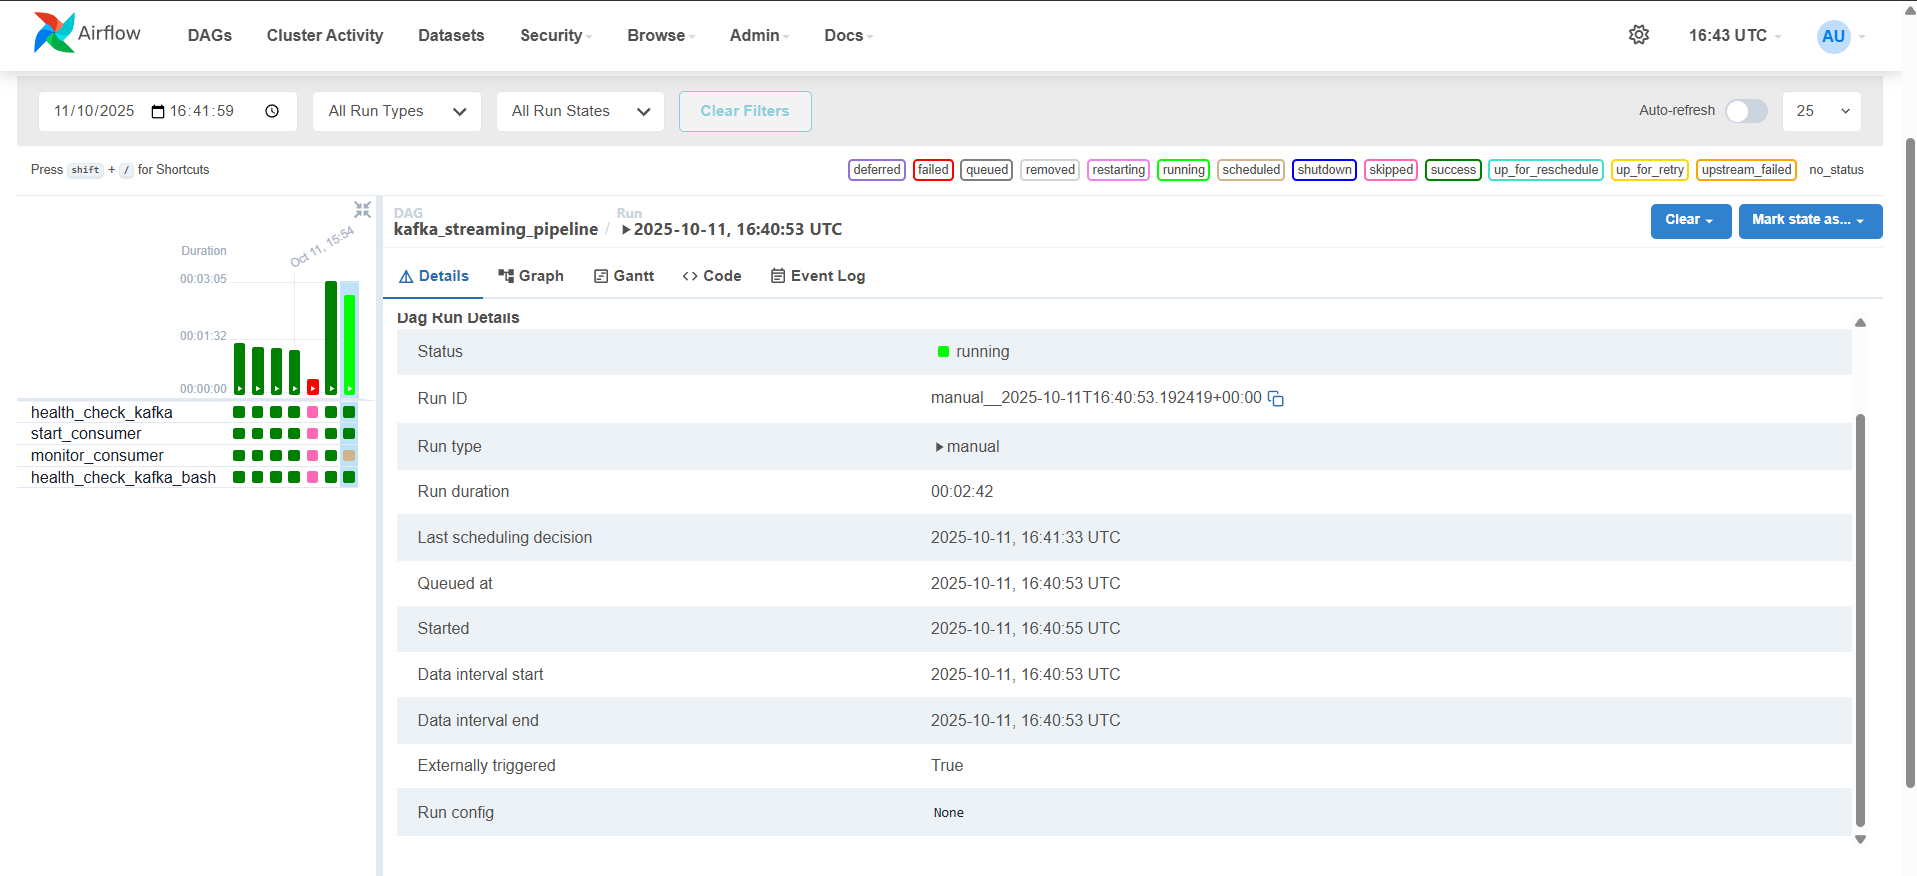 Airflow DAGs Cluster Activity Datasets Security Browse Admin Docs 16:43 UTC AU
11/10/2025 16:41:59 All Run Types All Run States Clear Filters Auto-refresh 25
Press shift + / for Shortcuts deferred failed queued removed restarting running scheduled shutdown skipped success up_for_reschedule up_for_retry upstream_failed no_status
DAG Run
kafka_streaming_pipeline / 2025-10-11, 16:40:53 UTC Clear Mark state as...
Oct 11, 15:54
Duration
00:03:05
00:01:32
00:00:00
health_check_kafka
start_consumer
monitor_consumer
health_check_kafka_bash
Details Graph Gantt <> Code Event Log
Dag Run Details
Status running
Run ID manual__2025-10-11T16:40:53.192419+00:00
Run type manual
Run duration 00:02:42
Last scheduling decision 2025-10-11, 16:41:33 UTC
Queued at 2025-10-11, 16:40:53 UTC
Started 2025-10-11, 16:40:55 UTC
Data interval start 2025-10-11, 16:40:53 UTC
Data interval end 2025-10-11, 16:40:53 UTC
Externally triggered True
Run config None